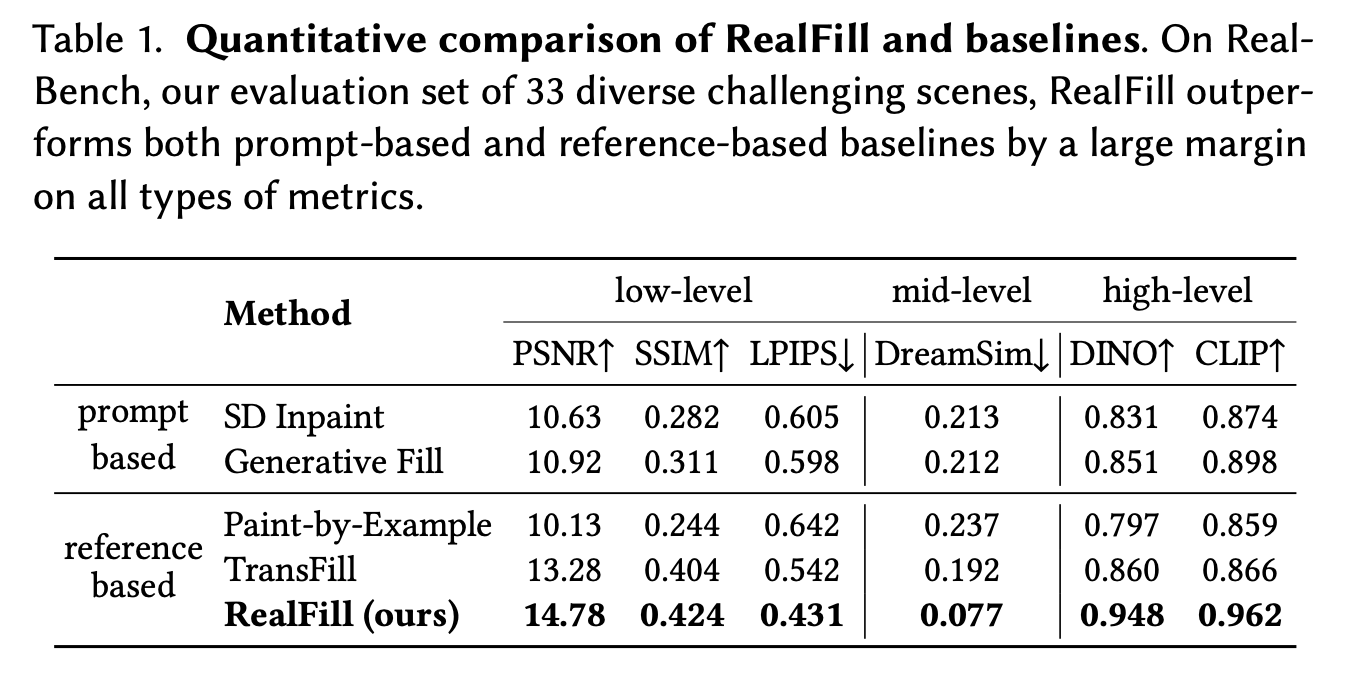 Table 1. Quantitative comparison of RealFill and baselines. On Real-
Bench, our evaluation set of 33 diverse challenging scenes, RealFill outper-
forms both prompt-based and reference-based baselines by a large margin
on all types of metrics.
Method low-level mid-level high-level
PSNR↑ SSIM↑ LPIPS↓ DreamSim↓ DINO↑ CLIP↑
prompt based
SD Inpaint 10.63 0.282 0.605 0.213 0.831 0.874
Generative Fill 10.92 0.311 0.598 0.212 0.851 0.898
reference based
Paint-by-Example 10.13 0.244 0.642 0.237 0.797 0.859
TransFill 13.28 0.404 0.542 0.192 0.860 0.866
RealFill (ours) 14.78 0.424 0.431 0.077 0.948 0.962